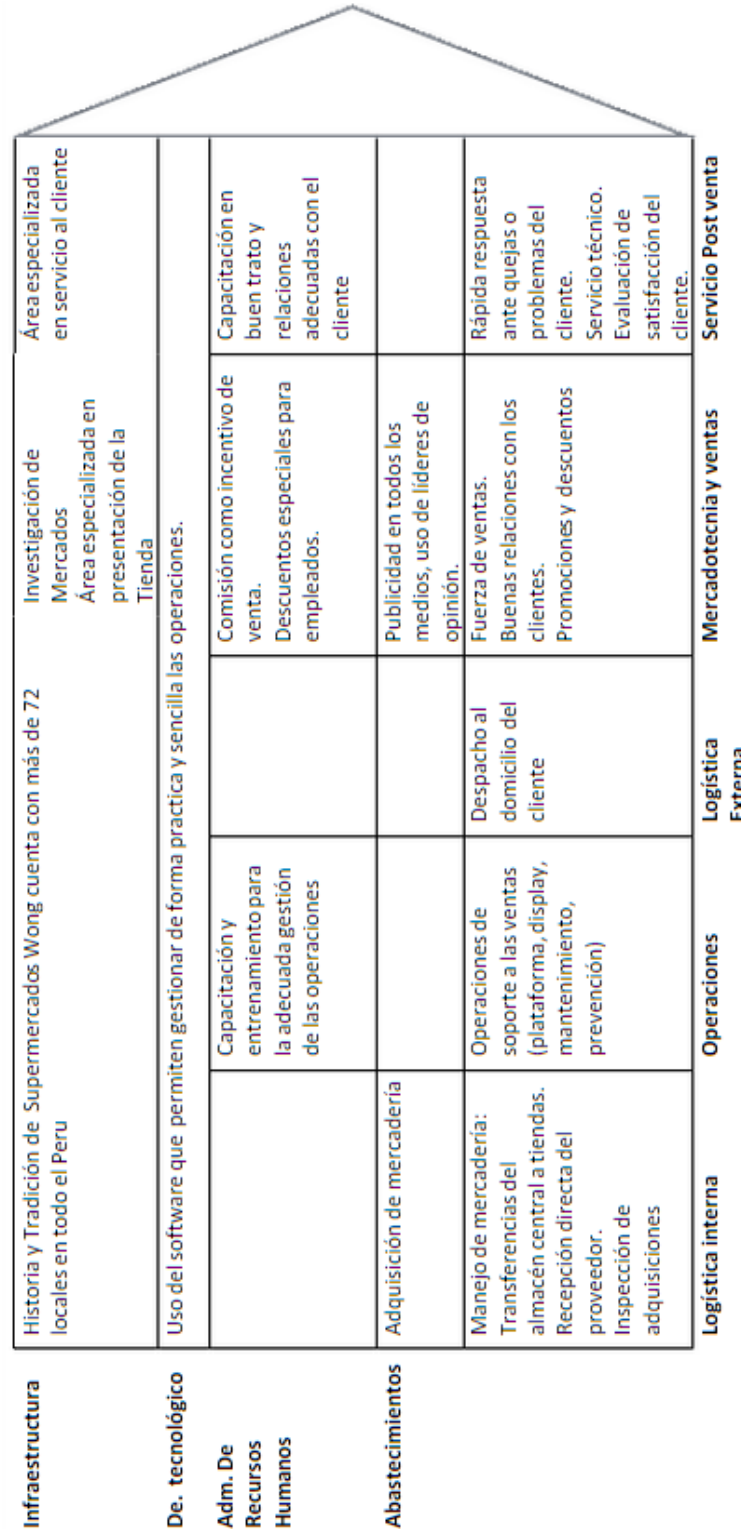 Infraestructura
Historia y Tradición de Supermercados Wong cuenta con más de 72
locales en todo el Peru
Investigación de
Mercados
Área especializada en
presentación de la
Tienda
Área especializada
en servicio al cliente
De. tecnológico
Uso del software que permiten gestionar de forma practica y sencilla las operaciones.
Adm. De
Recursos
Humanos
Capacitación y
entrenamiento para
la adecuada gestión
de las operaciones
Comisión como incentivo de
venta.
Descuentos especiales para
empleados.
Capacitación en
buen trato y
relaciones
adecuadas con el
cliente
Abastecimientos
Adquisición de mercadería
Publicidad en todos los
medios, uso de líderes de
opinión.
Manejo de mercadería:
Transferencias del
almacén central a tiendas.
Recepción directa del
proveedor.
Inspección de
adquisiciones
Operaciones de
soporte a las ventas
(plataforma, display,
mantenimiento,
prevención)
Despacho al
domicilio del
cliente
Fuerza de ventas.
Buenas relaciones con los
clientes.
Promociones y descuentos
Rápida respuesta
ante quejas o
problemas del
cliente.
Servicio técnico.
Evaluación de
satisfacción del
cliente.
Logística interna
Operaciones
Logística
Externa
Mercadotecnia y ventas
Servicio Post venta